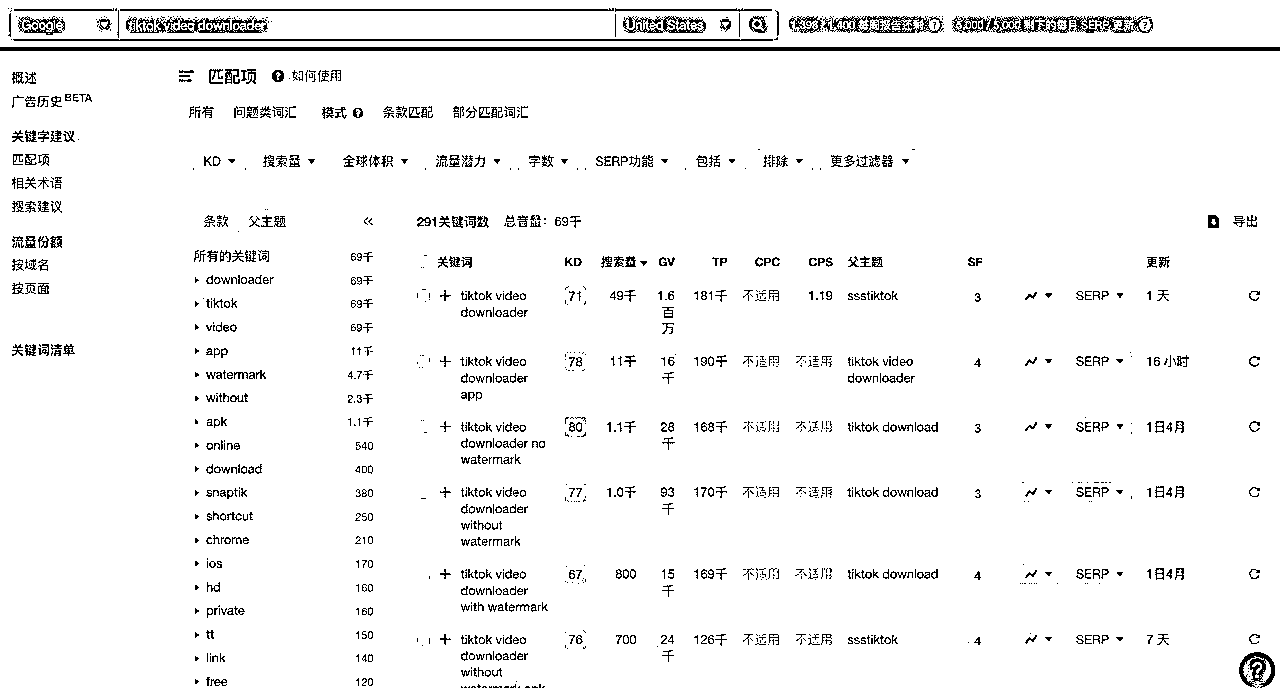 Google tiktok video downloader United States 1,398 / 1,400 8,000 / 5,000 剩下的每月 SERP 更新
概述
广告历史 BETA
关键字建议
匹配项
相关术语
搜索建议
流量份额
按域名
按页面
关键词清单
匹配项 如何使用
所有 问题类词汇 模式 条款匹配 部分匹配词汇
KD 搜索量 全球体积 流量潜力 字数 SERP功能 包括 排除 更多过滤器
条款 父主题 «
所有的关键词 69千
downloader 69千
tiktok 69千
video 69千
app 11千
watermark 4.7千
without 2.3千
apk 1.1千
online 540
download 400
snaptik 380
shortcut 250
chrome 210
ios 170
hd 160
private 160
tt 150
link 140
free 120
291关键词数 总音量: 69千 导出
关键词 KD 搜索量 GV TP CPC CPS 父主题 SF 更新
tiktok video 71 49千 1.6 181千 不适用 1.19 ssstiktok 3 SERP 1 天
downloader 百
万
tiktok video 78 11千 16 190千 不适用 不适用 tiktok video 4 SERP 16 小时
downloader 千 downloader
app
tiktok video 80 1.1千 28 168千 不适用 不适用 tiktok download 3 SERP 1日4月
downloader no 千
watermark
tiktok video 77 1.0千 93 170千 不适用 不适用 tiktok download 3 SERP 1日4月
downloader 千
without
watermark
tiktok video 67 800 15 169千 不适用 不适用 tiktok download 4 SERP 1日4月
downloader 千
with watermark
tiktok video 76 700 24 126千 不适用 不适用 ssstiktok 4 SERP 7 天
downloader 千
without
watermark apk